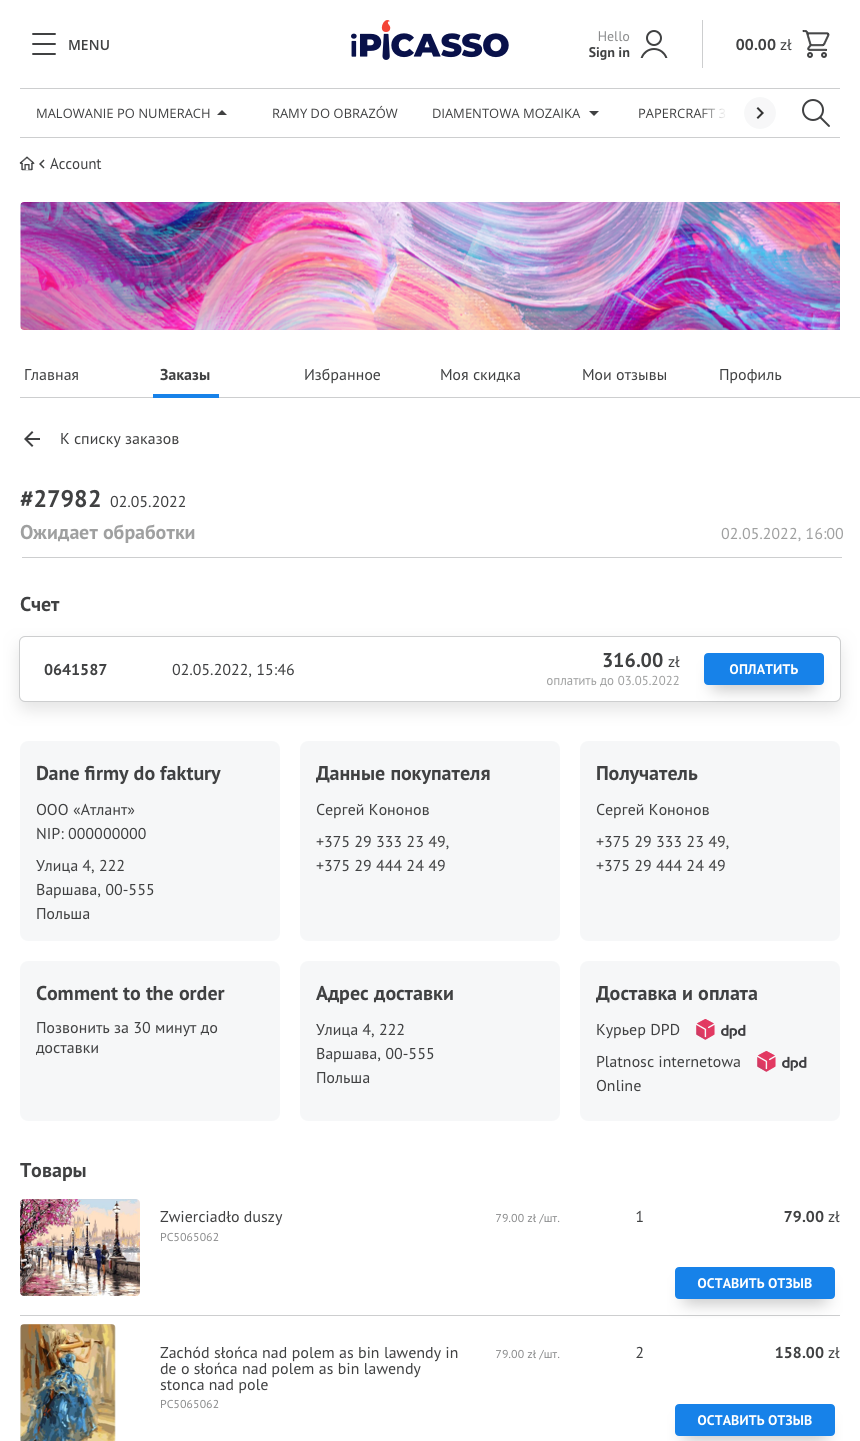 MENU
iPICASSO
Hello
Sign in
00.00 zł
MALOWANIE PO NUMERACH
RAMY DO OBRAZÓW
DIAMENTOWA MOZAIKA
PAPERCRAFT
Account
Главная
Заказы
Избранное
Моя скидка
Мои отзывы
Профиль
К списку заказов
#27982 02.05.2022
Ожидает обработки
02.05.2022, 16:00
Счет
0641587
02.05.2022, 15:46
316.00 zł
оплатить до 03.05.2022
ОПЛАТИТЬ
Dane firmy do faktury
ООО «Атлант»
NIP: 000000000
Улица 4, 222
Варшава, 00-555
Польша
Данные покупателя
Сергей Кононов
+375 29 333 23 49,
+375 29 444 24 49
Получатель
Сергей Кононов
+375 29 333 23 49,
+375 29 444 24 49
Comment to the order
Позвонить за 30 минут до
доставки
Адрес доставки
Улица 4, 222
Варшава, 00-555
Польша
Доставка и оплата
Курьер DPD dpd
Platnosc internetowa dpd
Online
Товары
Zwierciadło duszy
PC5065062
79.00 zł /шт.
1
79.00 zł
ОСТАВИТЬ ОТЗЫВ
Zachód słońca nad polem as bin lawendy in
de o słońca nad polem as bin lawendy
stonca nad pole
PC5065062
79.00 zł /шт.
2
158.00 zł
ОСТАВИТЬ ОТЗЫВ